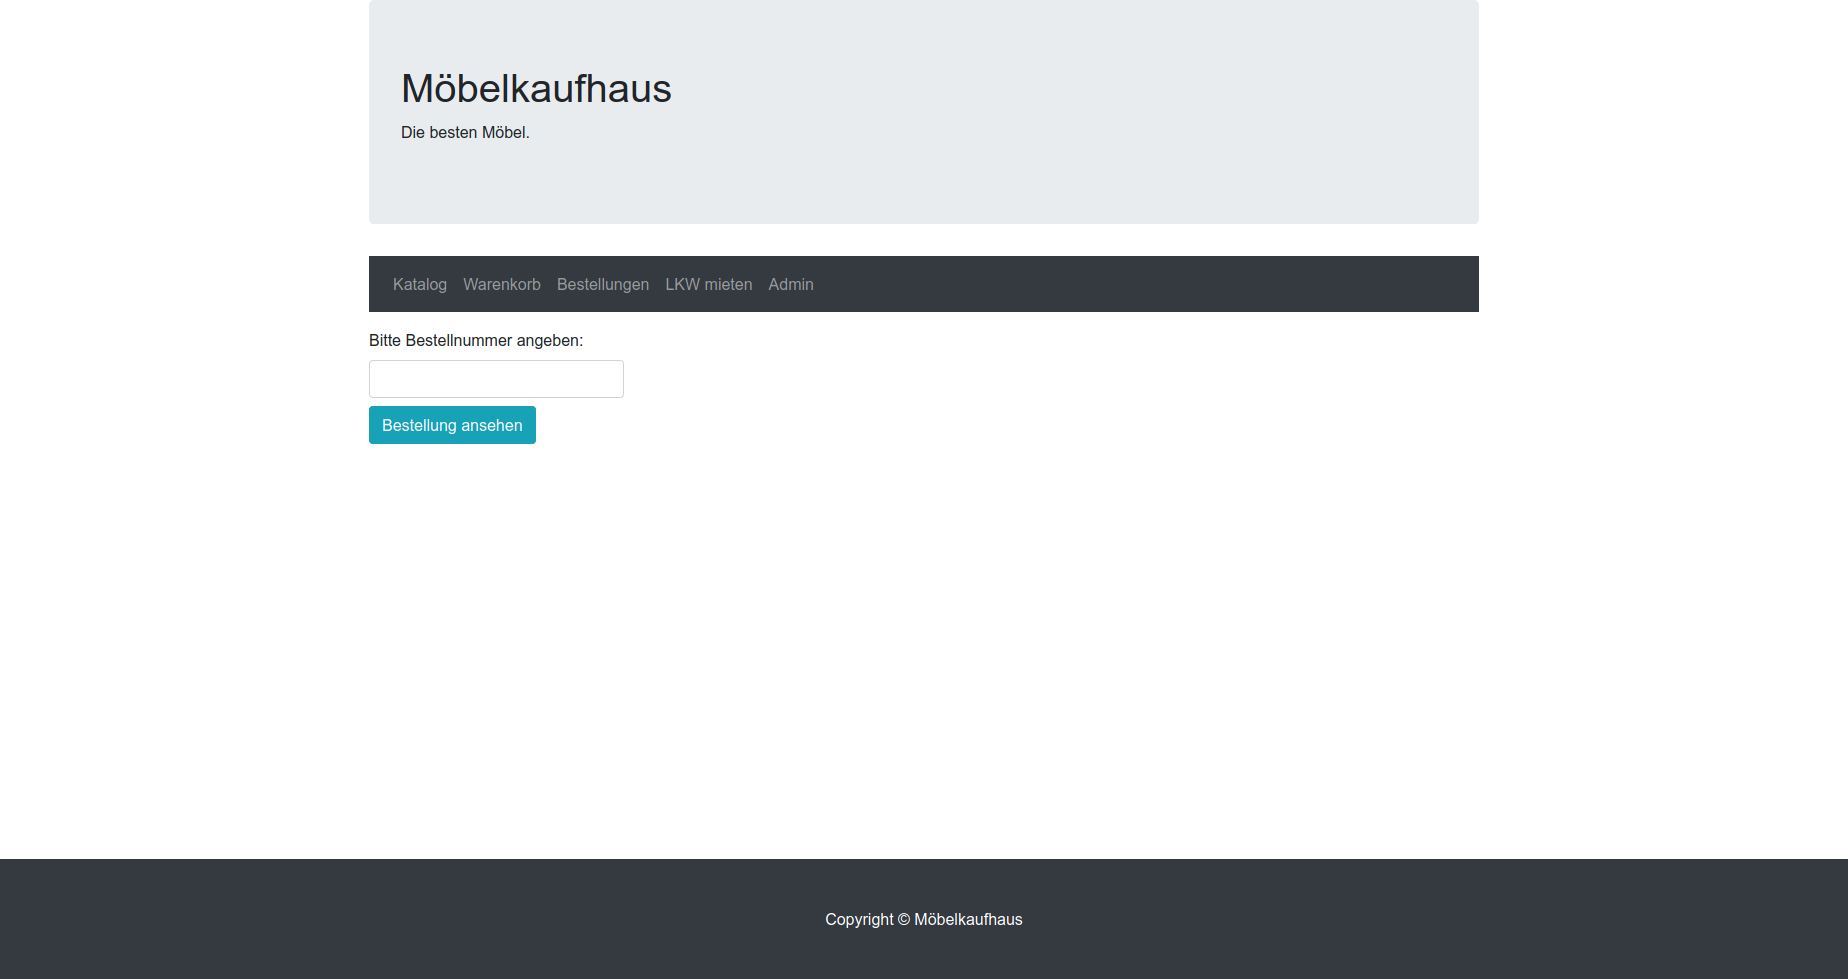 Möbelkaufhaus
Die besten Möbel.
Katalog Warenkorb Bestellungen LKW mieten Admin
Bitte Bestellnummer angeben:
Bestellung ansehen
Copyright © Möbelkaufhaus